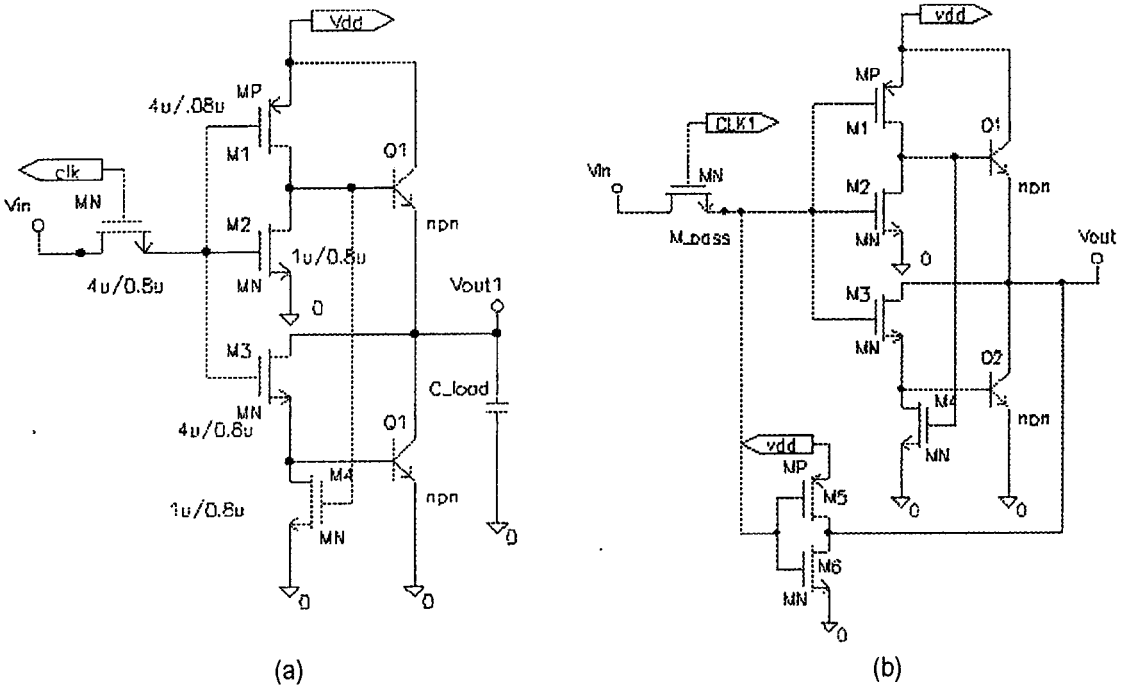 Vdd
MP
4u/.08u
M1
Q1
clk
MN
Vin
M2
npn
1u/0.8u
MN
4u/0.8u
0
Vout1
M3
C_load
MN
4u/0.8u
Q1
M4
1u/0.8u
npn
MN
0
0
0
(a)
vdd
MP
CLK1
M1
Q1
Vin
MN
M2
npn
M_pass
MN
0
Vout
M3
MN
Q2
M4
npn
vdd
MN
MP
M5
0
0
M6
MN
0
(b)